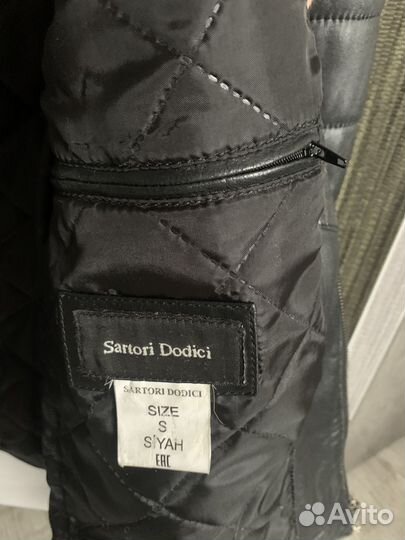 Sartori Dodici
SARTORI DODICI
SIZE
S
SİYAH
EAC
Avito